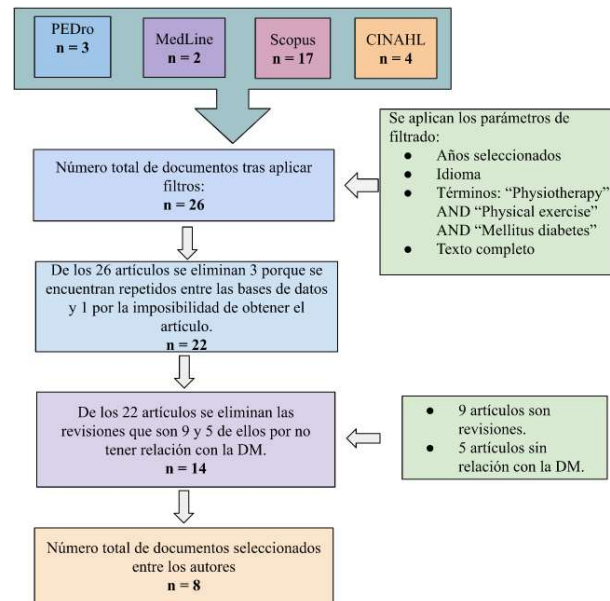 PEDro
n = 3
MedLine
n = 2
Scopus
n = 17
CINAHL
n = 4
Se aplican los parámetros de
filtrado:
● Años seleccionados
● Idioma
● Términos: “Physiotherapy”
AND “Physical exercise”
AND “Mellitus diabetes”
● Texto completo
Número total de documentos tras aplicar
filtros:
n = 26
De los 26 artículos se eliminan 3 porque se
encuentran repetidos entre las bases de datos
y 1 por la imposibilidad de obtener el
artículo.
n = 22
De los 22 artículos se eliminan las
revisiones que son 9 y 5 de ellos por no
tener relación con la DM.
n = 14
● 9 artículos son
revisiones.
● 5 artículos sin
relación con la DM.
Número total de documentos seleccionados
entre los autores
n = 8